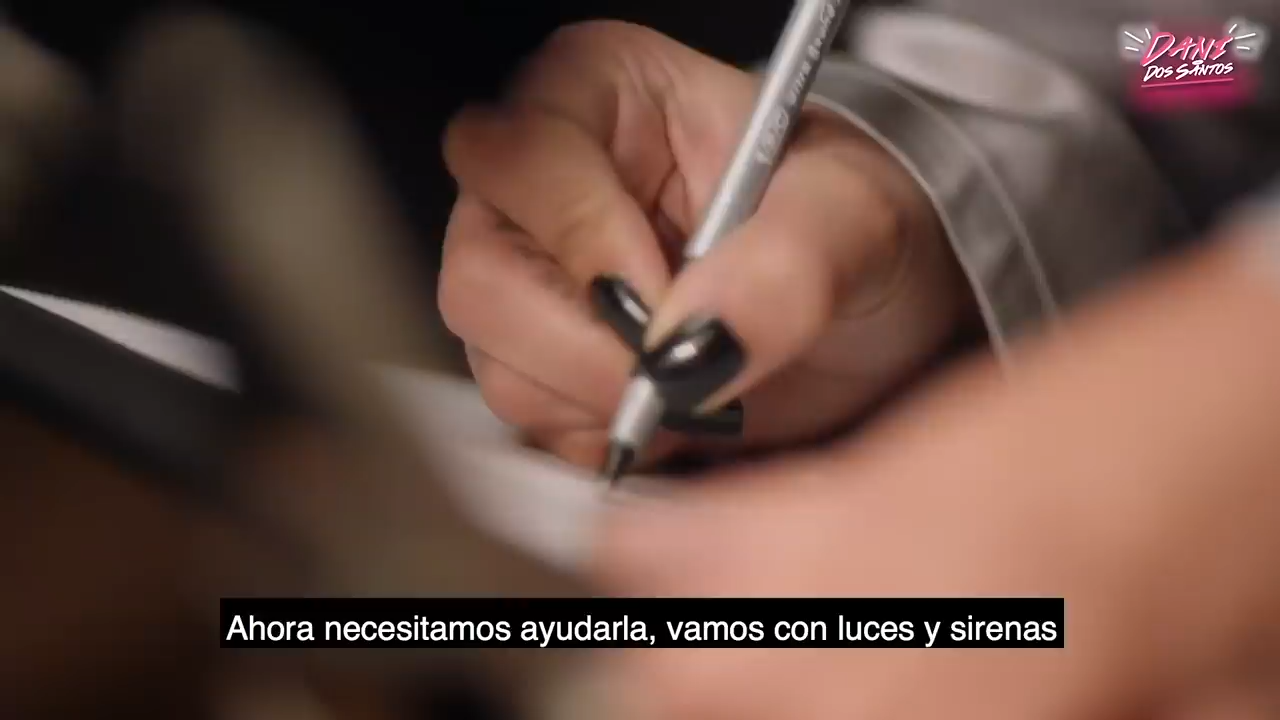 DANI
DOS SANTOS
Ahora necesitamos ayudarla, vamos con luces y sirenas